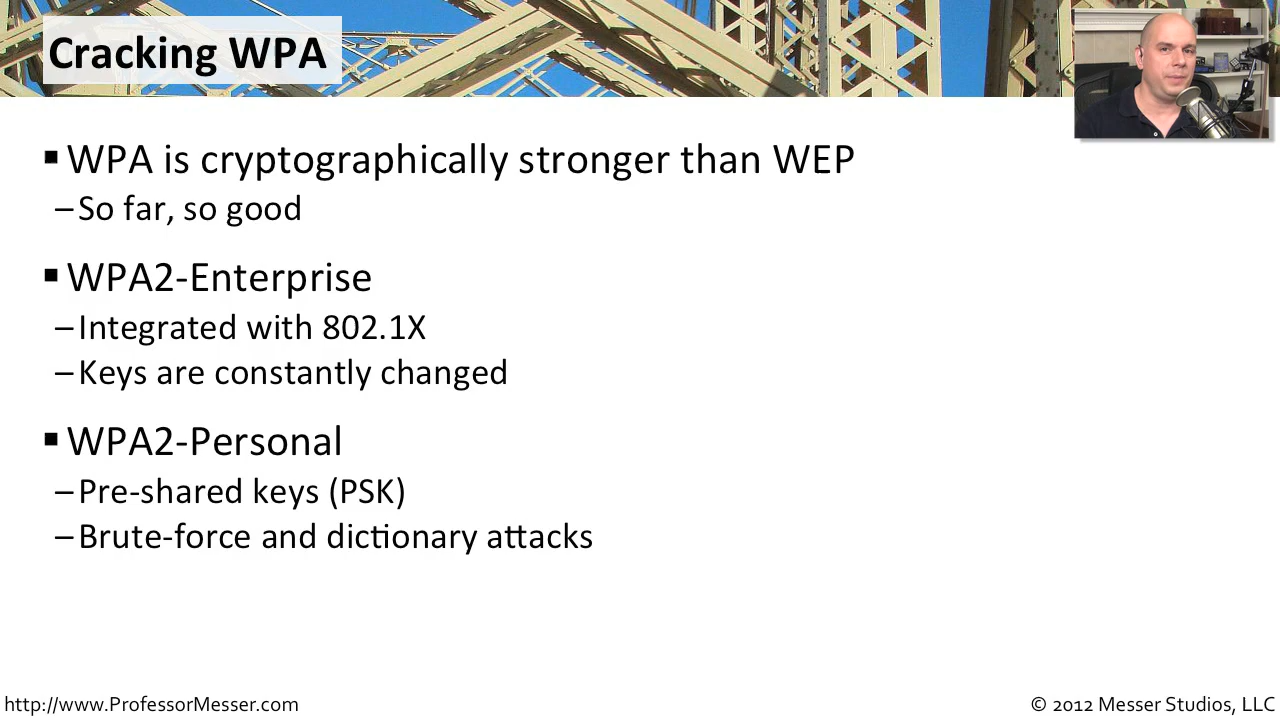 Cracking WPA
▪ WPA is cryptographically stronger than WEP
– So far, so good
▪ WPA2-Enterprise
– Integrated with 802.1X
– Keys are constantly changed
▪ WPA2-Personal
– Pre-shared keys (PSK)
– Brute-force and dictionary attacks
http://www.ProfessorMesser.com
© 2012 Messer Studios, LLC